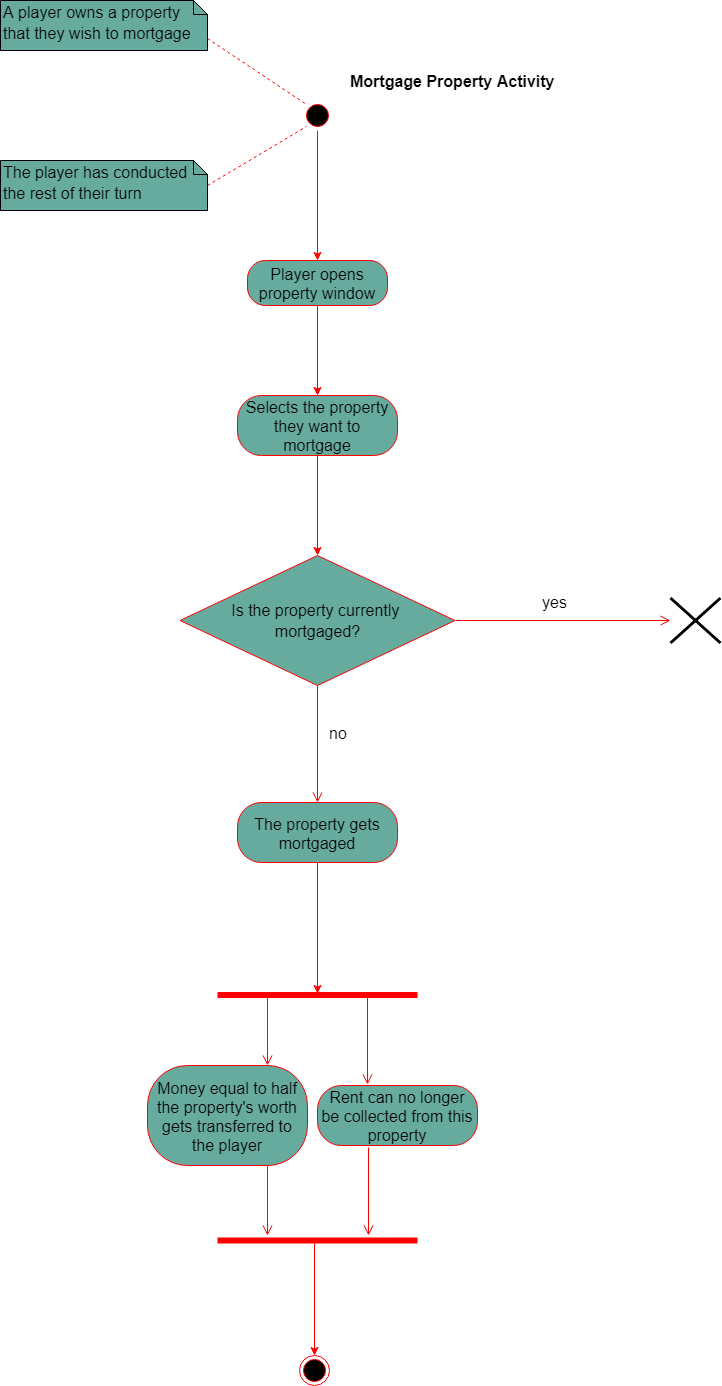 A player owns a property
that they wish to mortgage
Mortgage Property Activity
The player has conducted
the rest of their turn
Player opens
property window
Selects the property
they want to
mortgage
Is the property currently
mortgaged?
yes
no
The property gets
mortgaged
Money equal to half
the property's worth
gets transferred to
the player
Rent can no longer
be collected from this
property